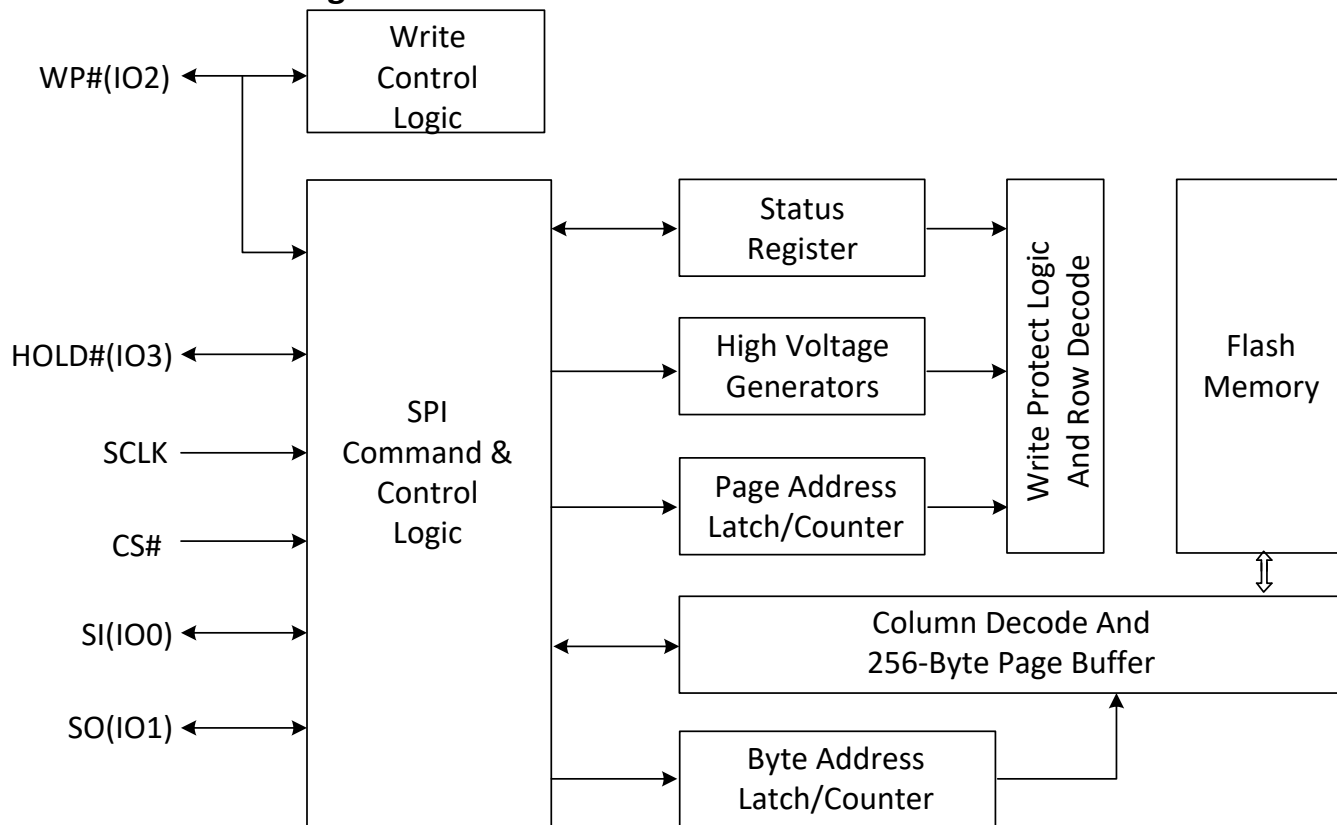 Write
Control
Logic
WP#(IO2)
Status
Register
Write Protect Logic
And Row Decode
High Voltage
Generators
Flash
Memory
HOLD#(IO3)
SPI
Command &
Control
Logic
SCLK
Page Address
Latch/Counter
CS#
SI(IO0)
Column Decode And
256-Byte Page Buffer
SO(IO1)
Byte Address
Latch/Counter